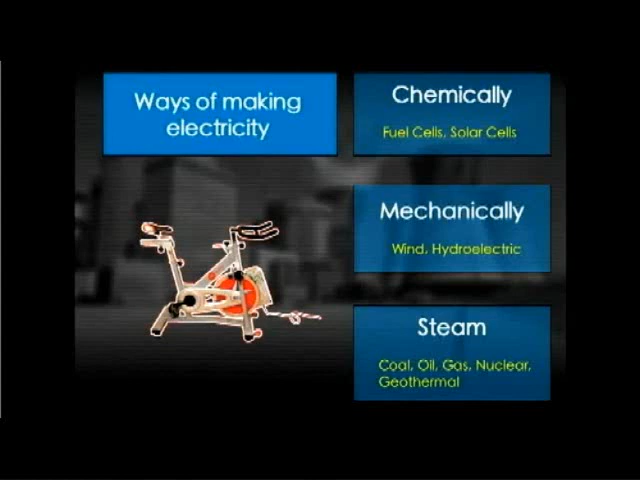 Ways of making
electricity
Chemically
Fuel Cells, Solar Cells
Mechanically
Wind, Hydroelectric
Steam
Coal, Oil, Gas, Nuclear,
Geothermal